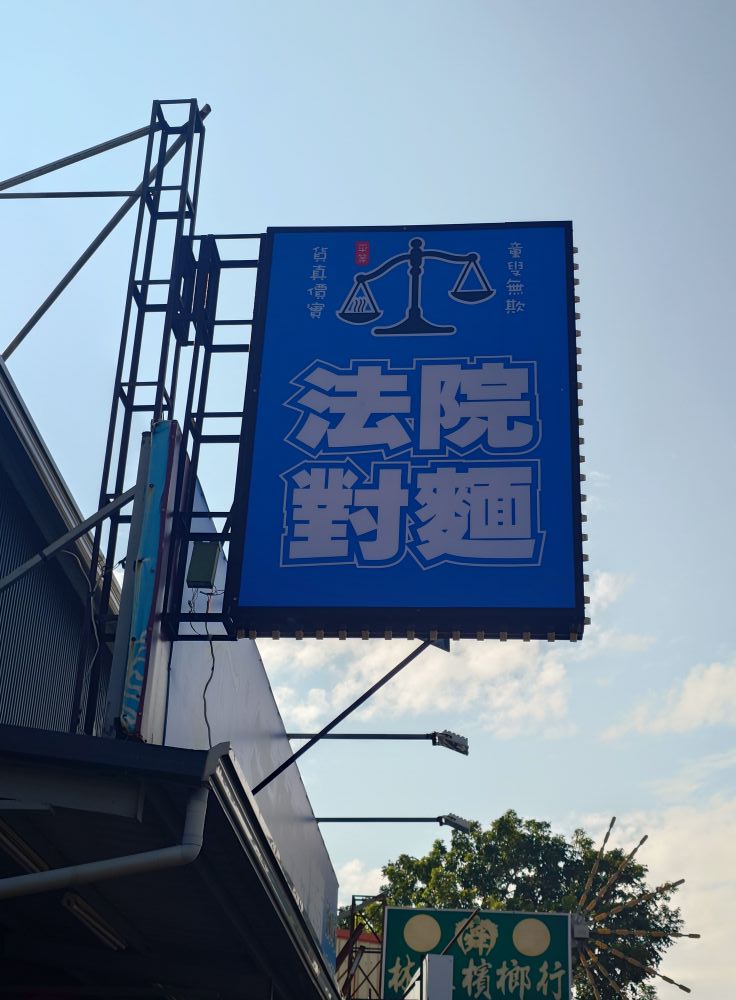 貨真價實
童叟無欺
法院
對麵
檳榔行